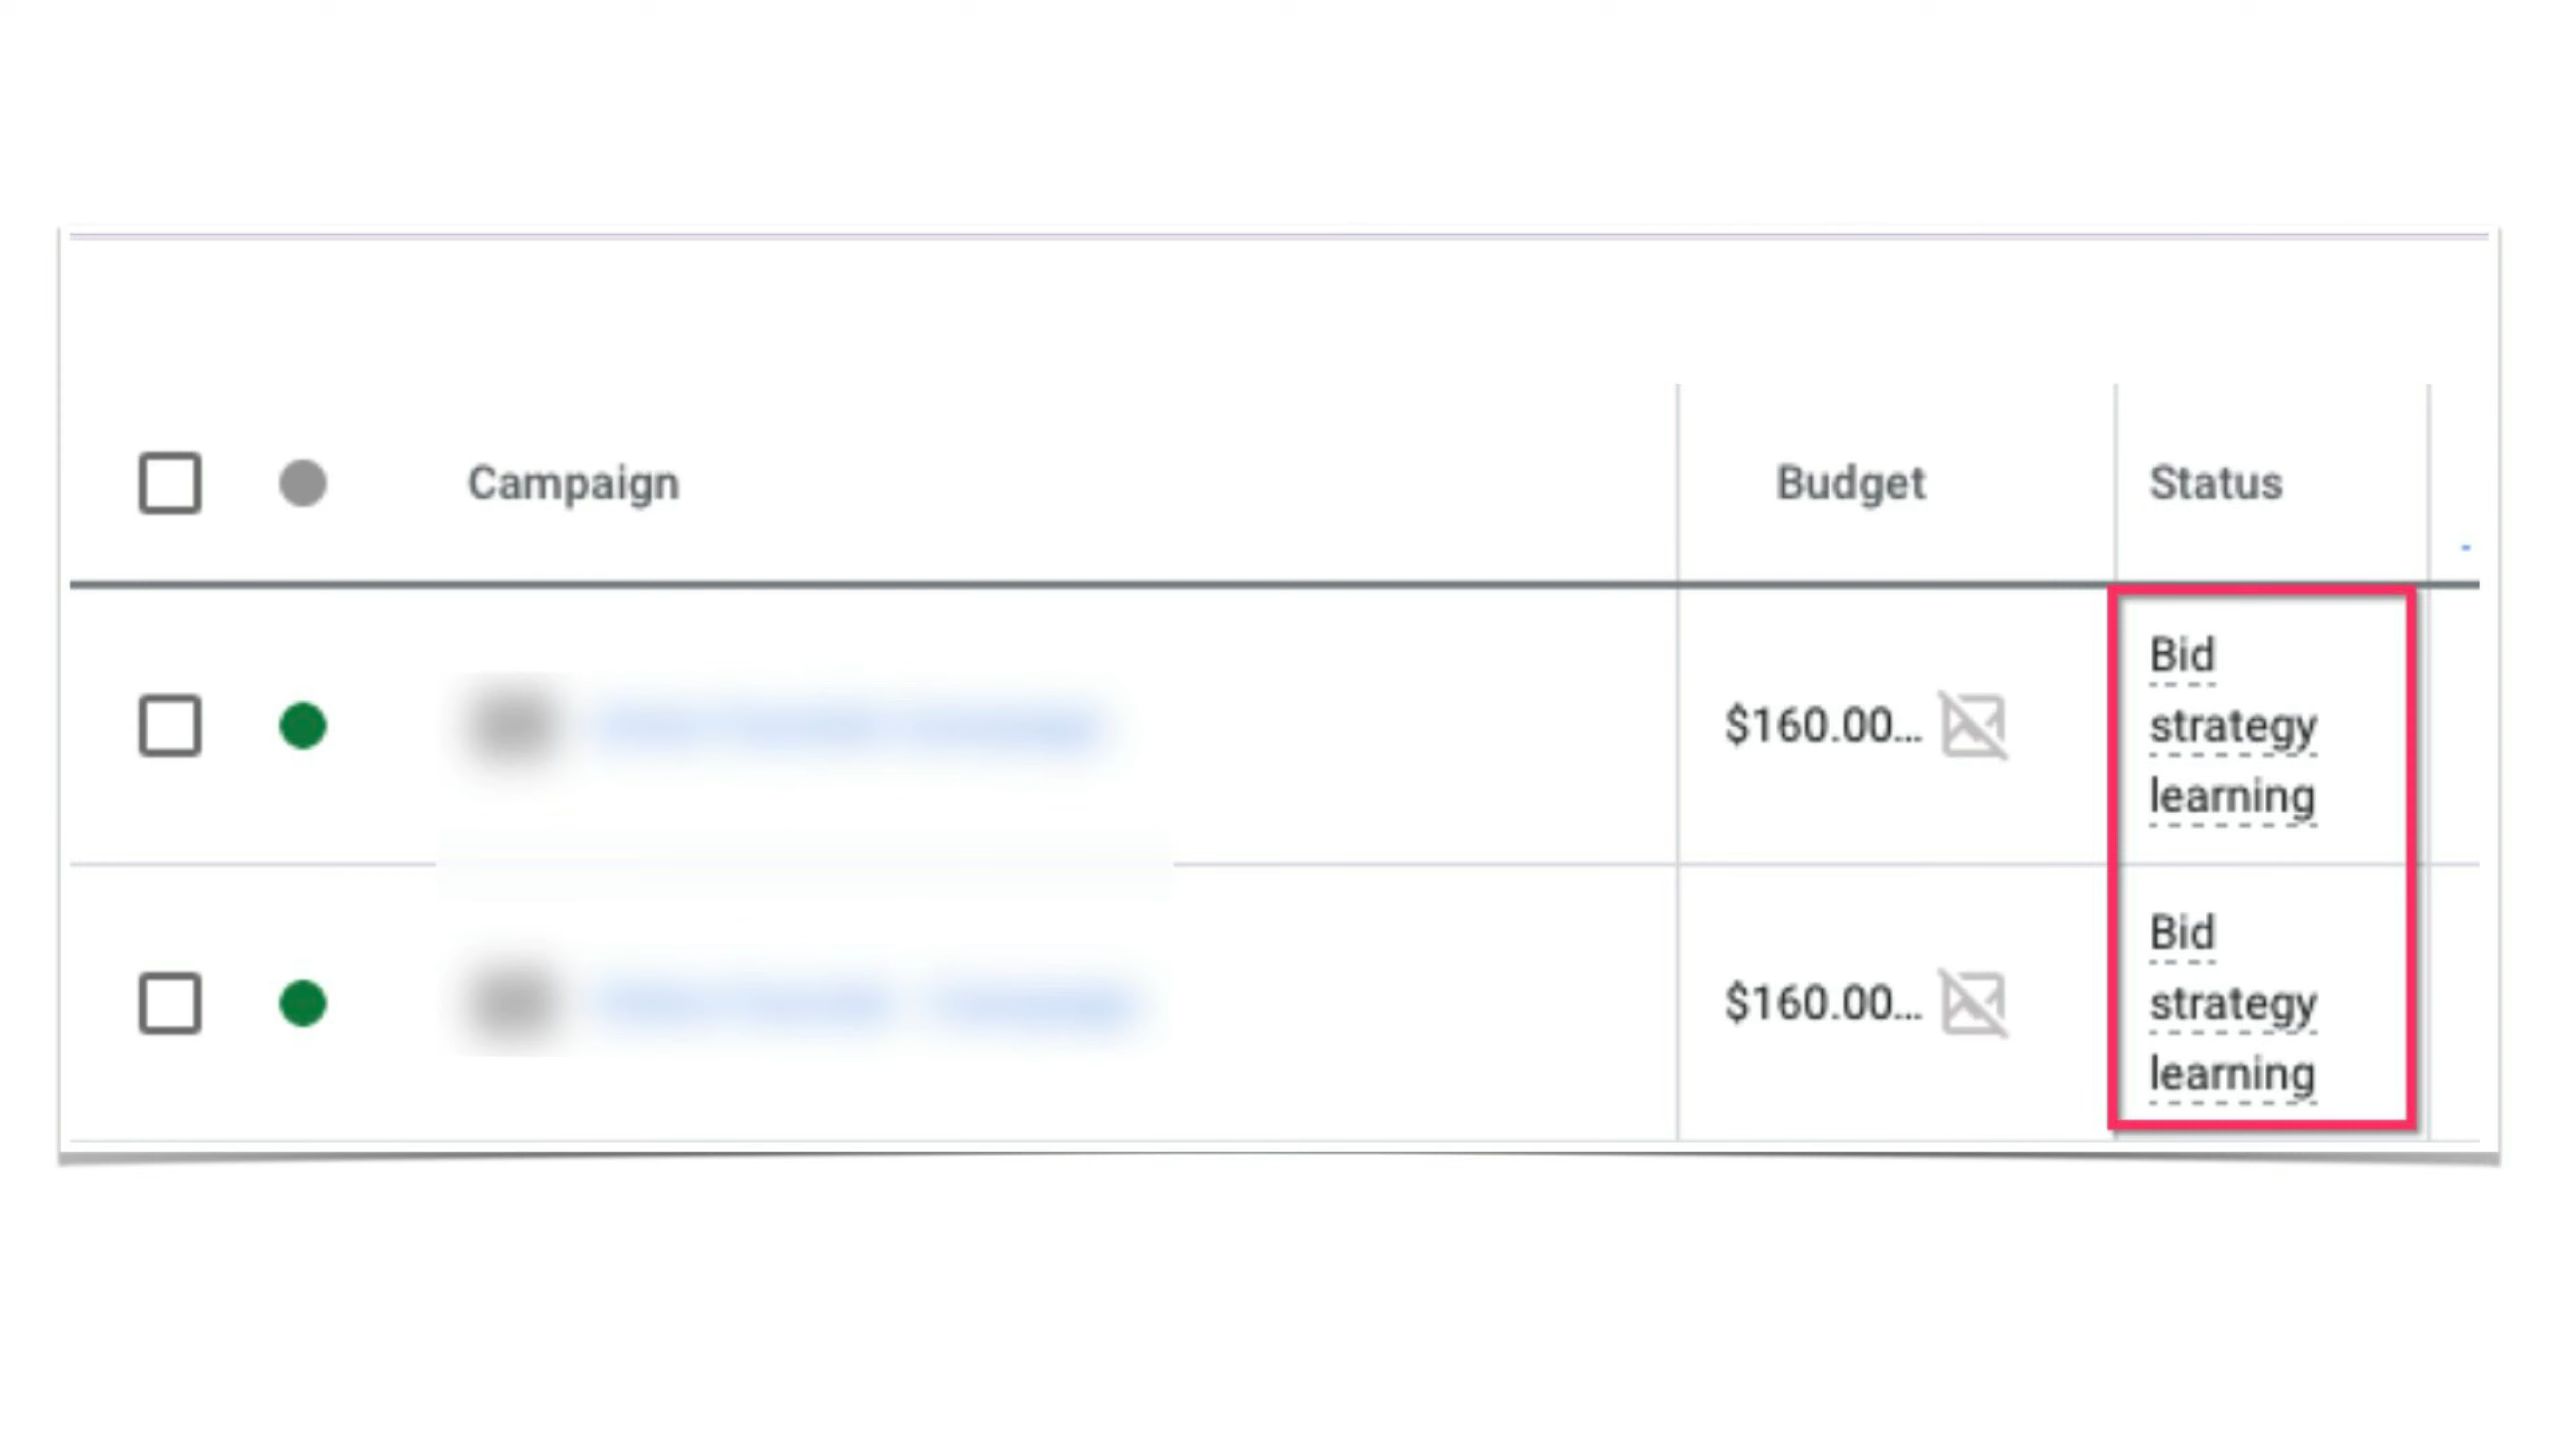 Campaign Budget Status
$160.00... Bid strategy learning
$160.00... Bid strategy learning